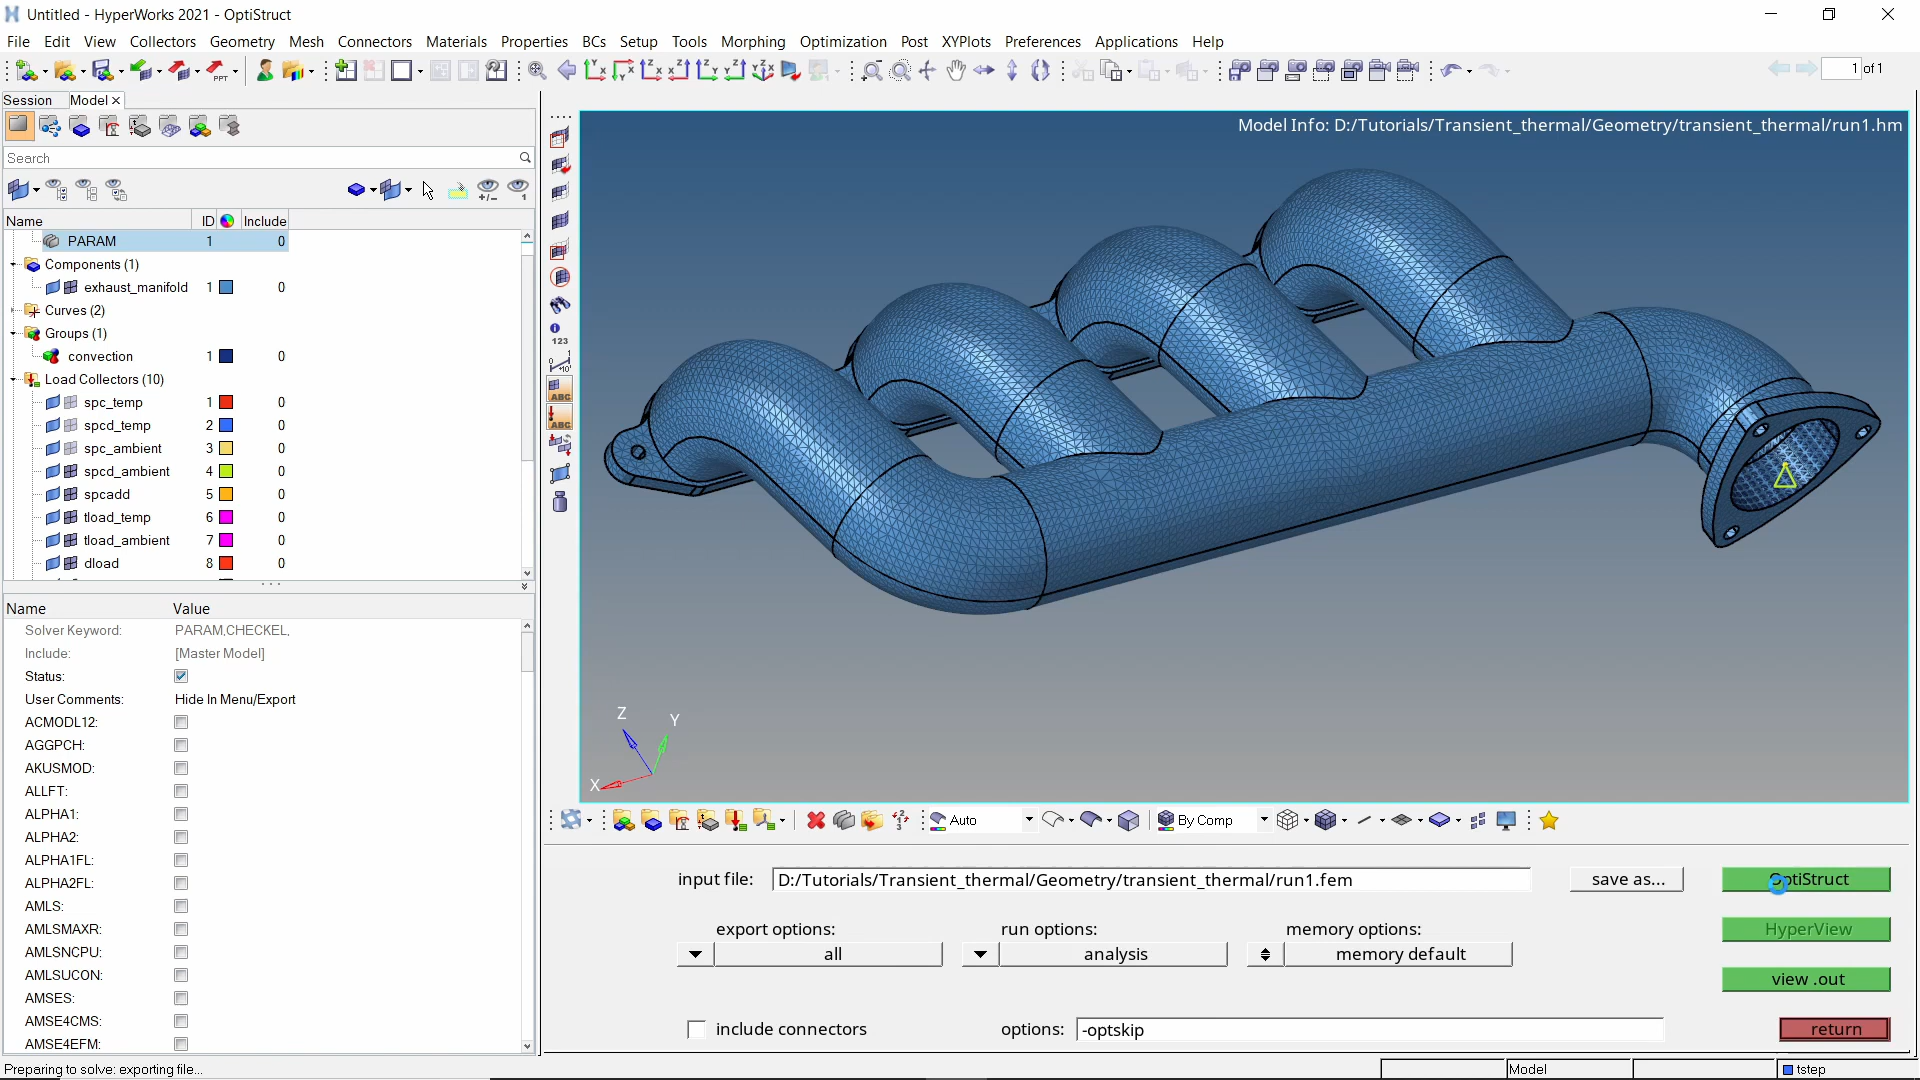 Untitled - HyperWorks 2021 - OptiStruct
File Edit View Collectors Geometry Mesh Connectors Materials Properties BCs Setup Tools Morphing Optimization Post XYPlots Preferences Applications Help
1 of 1
Session Model
Search
Name ID Include
PARAM 1 0
Components (1)
exhaust_manifold 1 0
Curves (2)
Groups (1)
convection 1 0
Load Collectors (10)
spc_temp 1 0
spcd_temp 2 0
spc_ambient 3 0
spcd_ambient 4 0
spcadd 5 0
tload_temp 6 0
tload_ambient 7 0
dload 8 0
Name Value
Solver Keyword: PARAM,CHECKEL,
Include: [Master Model]
Status:
User Comments: Hide In Menu/Export
ACMODL12:
AGGPCH:
AKUSMOD:
ALLFT:
ALPHA1:
ALPHA2:
ALPHA1FL:
ALPHA2FL:
AMLS:
AMLSMAXR:
AMLSNCPU:
AMLSUCON:
AMSES:
AMSE4CMS:
AMSE4EFM:
Model Info: D:/Tutorials/Transient_thermal/Geometry/transient_thermal/run1.hm
Z
Y
X
Auto By Comp
input file: D:/Tutorials/Transient_thermal/Geometry/transient_thermal/run1.fem save as... OptiStruct
export options: run options: memory options: HyperView
all analysis memory default
view .out
include connectors options: -optskip return
Preparing to solve: exporting file... Model tstep